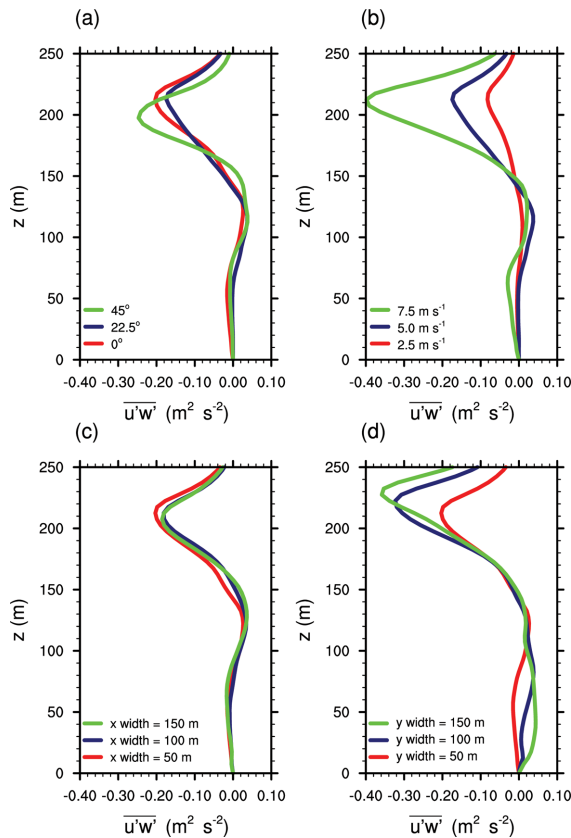 (a)
(b)
250
200
150
100
50
0
z (m)
45°
22.5°
0°
-0.40 -0.30 -0.20 -0.10 0.00 0.10
u'w' (m² s⁻²)
250
200
150
100
50
0
z (m)
7.5 m s⁻¹
5.0 m s⁻¹
2.5 m s⁻¹
-0.40 -0.30 -0.20 -0.10 0.00 0.10
u'w' (m² s⁻²)
(c)
(d)
250
200
150
100
50
0
z (m)
x width = 150 m
x width = 100 m
x width = 50 m
-0.40 -0.30 -0.20 -0.10 0.00 0.10
u'w' (m² s⁻²)
250
200
150
100
50
0
z (m)
y width = 150 m
y width = 100 m
y width = 50 m
-0.40 -0.30 -0.20 -0.10 0.00 0.10
u'w' (m² s⁻²)